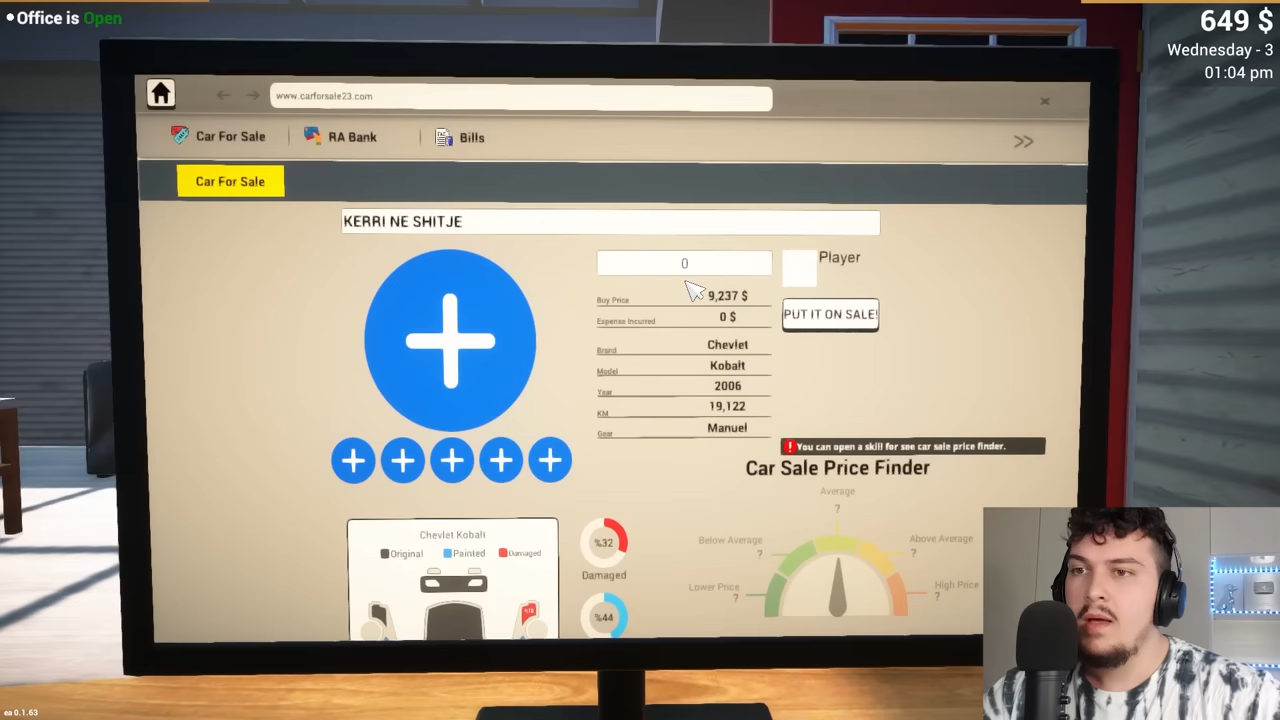 Office is Open
649 $
Wednesday - 3
01:04 pm
www.carforsale23.com
Car For Sale
RA Bank
Bills
Car For Sale
KERRI NE SHITJE
0
Player
Buy Price 9,237 $
PUT IT ON SALE!
Expense Incurred 0 $
Brand Chevlet
Model Kobalt
Year 2006
KM 19,122
Gear Manuel
! You can open a skill for see car sale price finder.
Car Sale Price Finder
Average
?
Below Average
?
Above Average
?
Lower Price
?
High Price
?
Chevlet Kobalt
Original Painted Damaged
%32
Damaged
%44
ea 0.1.63